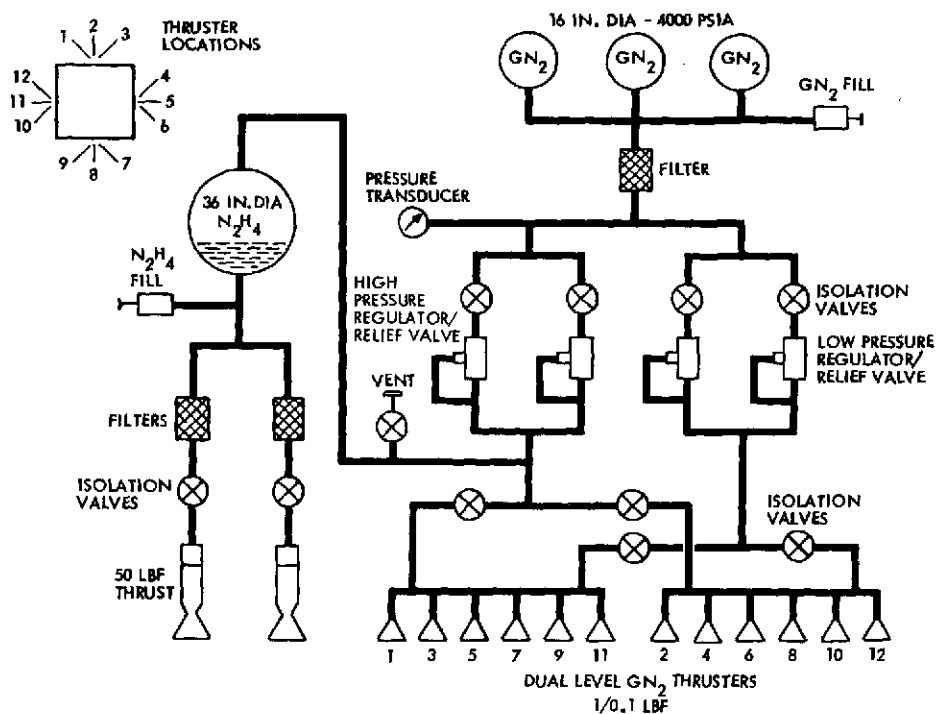 THRUSTER
LOCATIONS
1
2
3
4
5
6
7
8
9
10
11
12
16 IN. DIA - 4000 PSIA
GN2
GN2
GN2
GN2 FILL
FILTER
PRESSURE
TRANSDUCER
36 IN. DIA
N2H4
N2H4
FILL
HIGH
PRESSURE
REGULATOR/
RELIEF VALVE
ISOLATION
VALVES
LOW PRESSURE
REGULATOR/
RELIEF VALVE
VENT
FILTERS
ISOLATION
VALVES
ISOLATION
VALVES
50 LBF
THRUST
1 3 5 7 9 11
2 4 6 8 10 12
DUAL LEVEL GN2 THRUSTERS
1/0.1 LBF